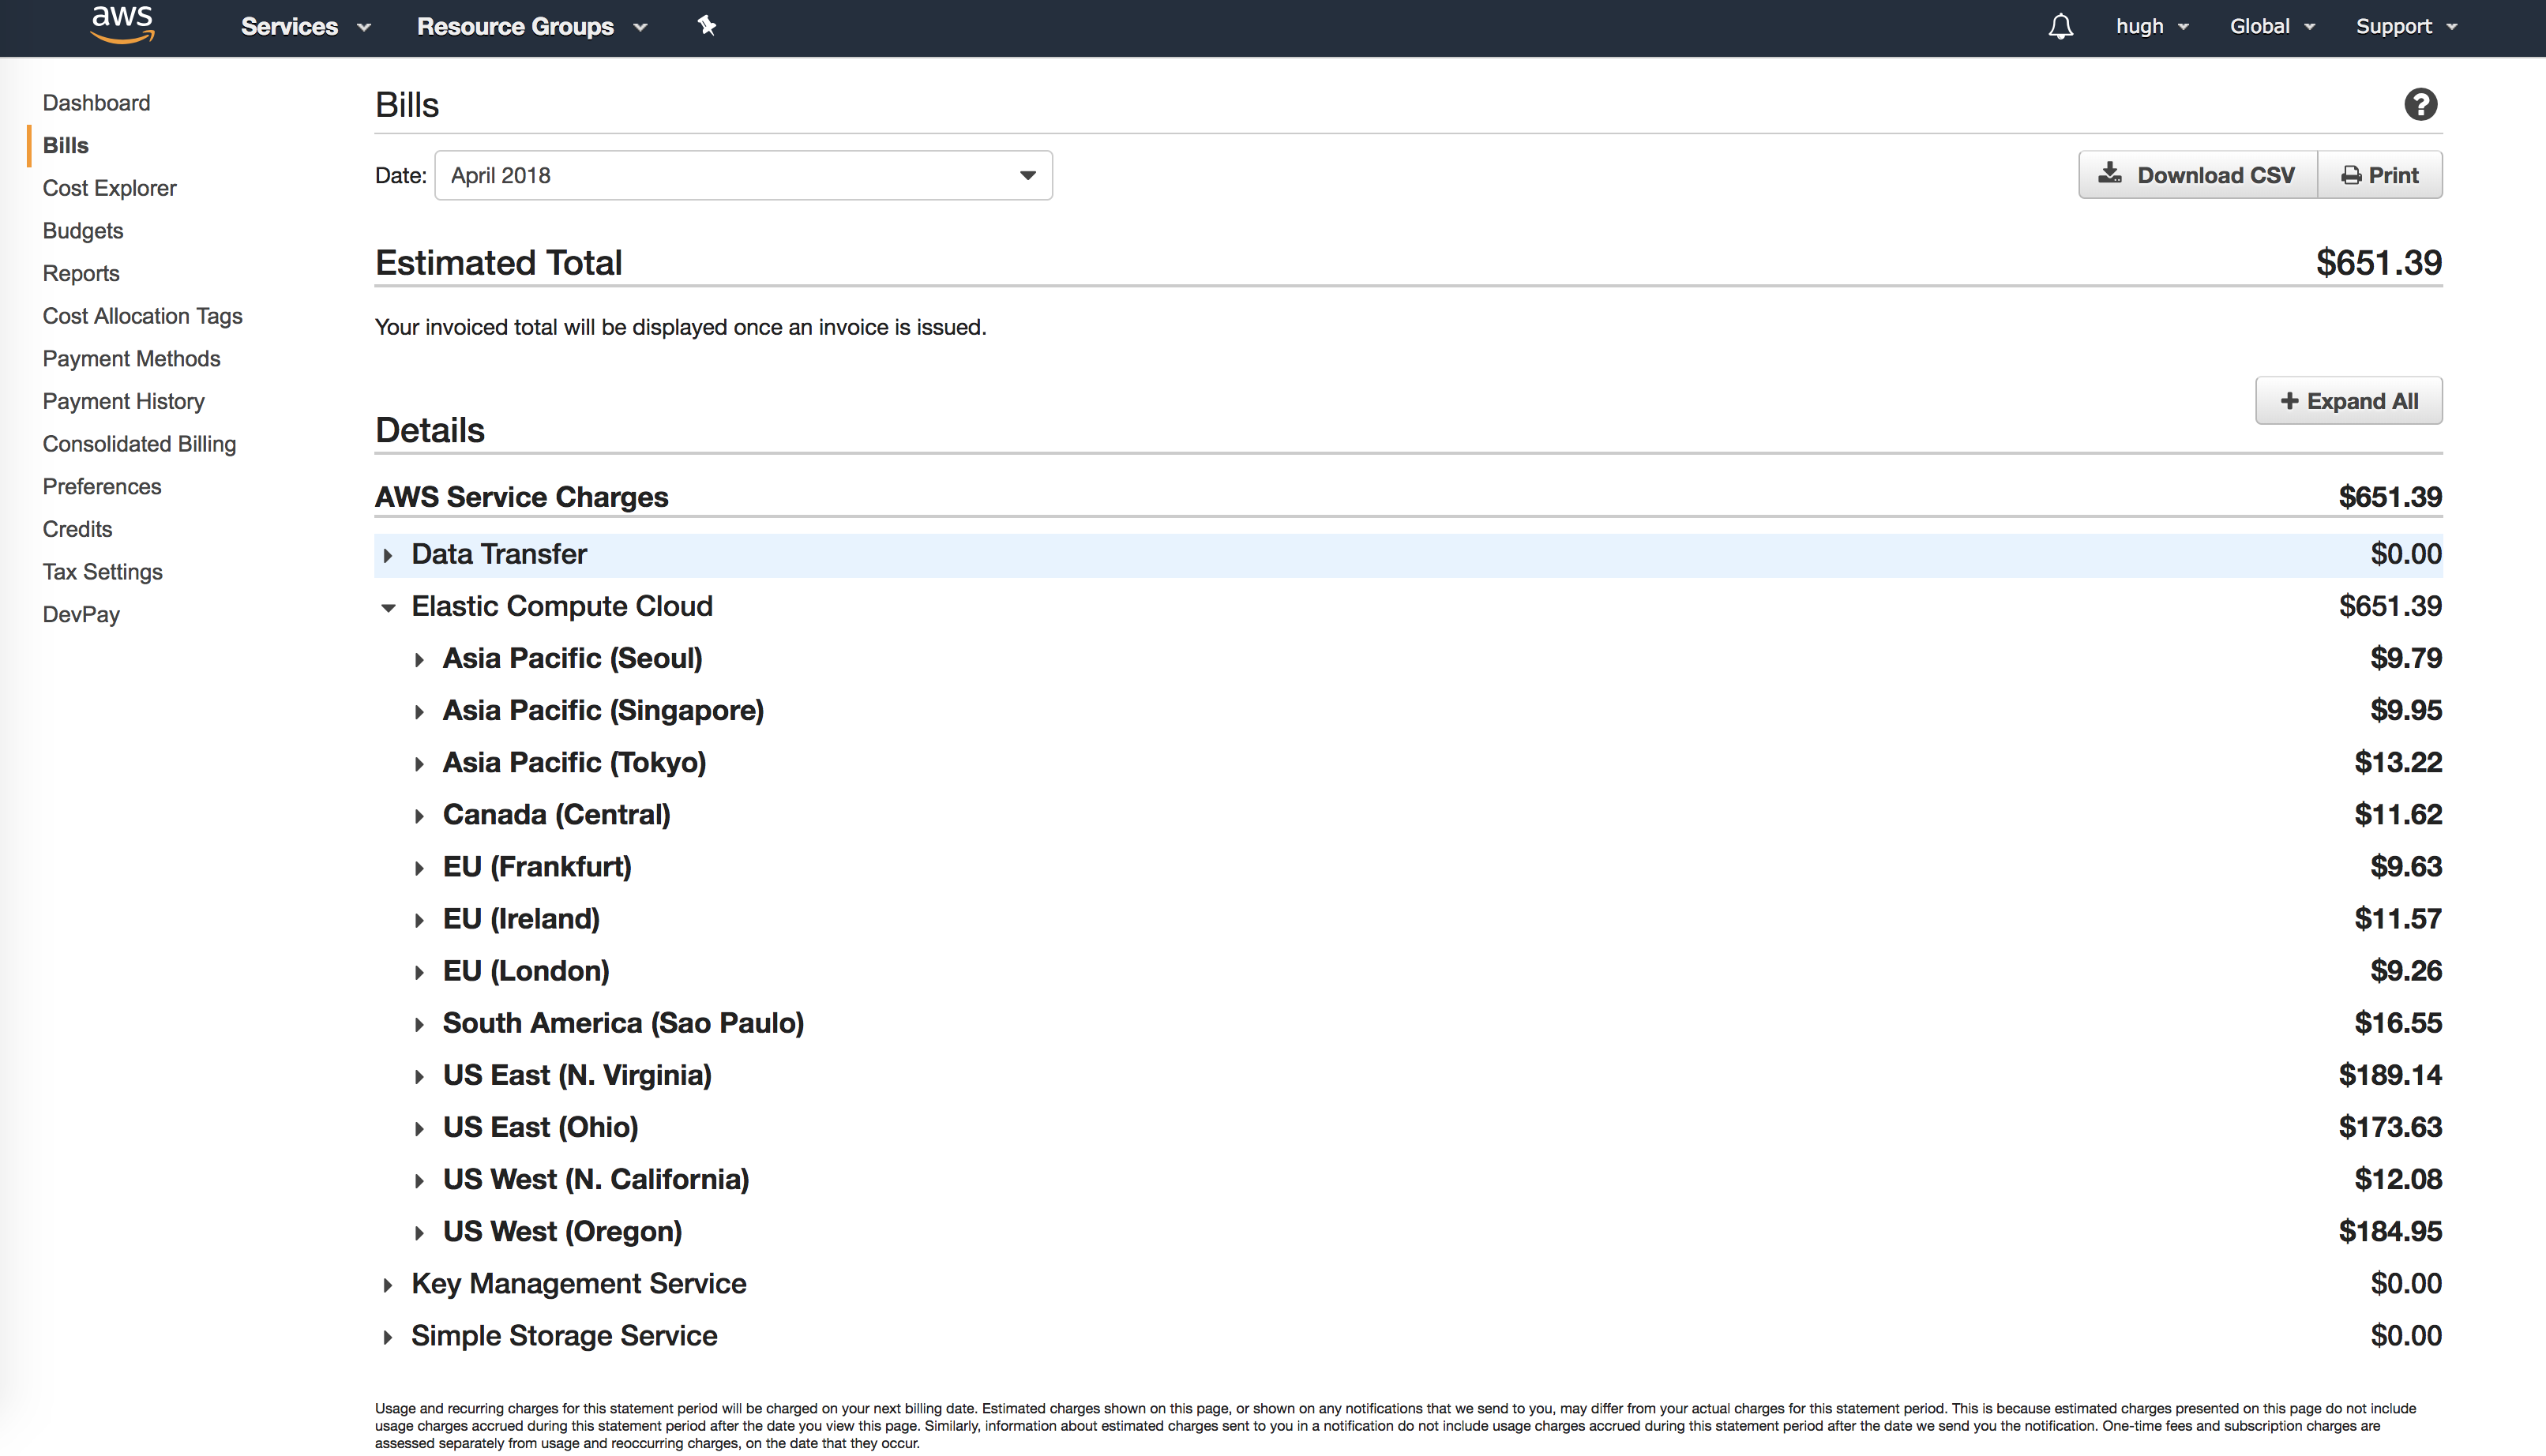 aws Services Resource Groups hugh Global Support
Dashboard
Bills
Cost Explorer
Budgets
Reports
Cost Allocation Tags
Payment Methods
Payment History
Consolidated Billing
Preferences
Credits
Tax Settings
DevPay
Bills
Date: April 2018 Download CSV Print
Estimated Total $651.39
Your invoiced total will be displayed once an invoice is issued.
Expand All
Details
AWS Service Charges $651.39
Data Transfer $0.00
Elastic Compute Cloud $651.39
Asia Pacific (Seoul) $9.79
Asia Pacific (Singapore) $9.95
Asia Pacific (Tokyo) $13.22
Canada (Central) $11.62
EU (Frankfurt) $9.63
EU (Ireland) $11.57
EU (London) $9.26
South America (Sao Paulo) $16.55
US East (N. Virginia) $189.14
US East (Ohio) $173.63
US West (N. California) $12.08
US West (Oregon) $184.95
Key Management Service $0.00
Simple Storage Service $0.00
Usage and recurring charges for this statement period will be charged on your next billing date. Estimated charges shown on this page, or shown on any notifications that we send to you, may differ from your actual charges for this statement period. This is because estimated charges presented on this page do not include
usage charges accrued during this statement period after the date you view this page. Similarly, information about estimated charges sent to you in a notification do not include usage charges accrued during this statement period after the date we send you the notification. One-time fees and subscription charges are
assessed separately from usage and reoccurring charges, on the date that they occur.